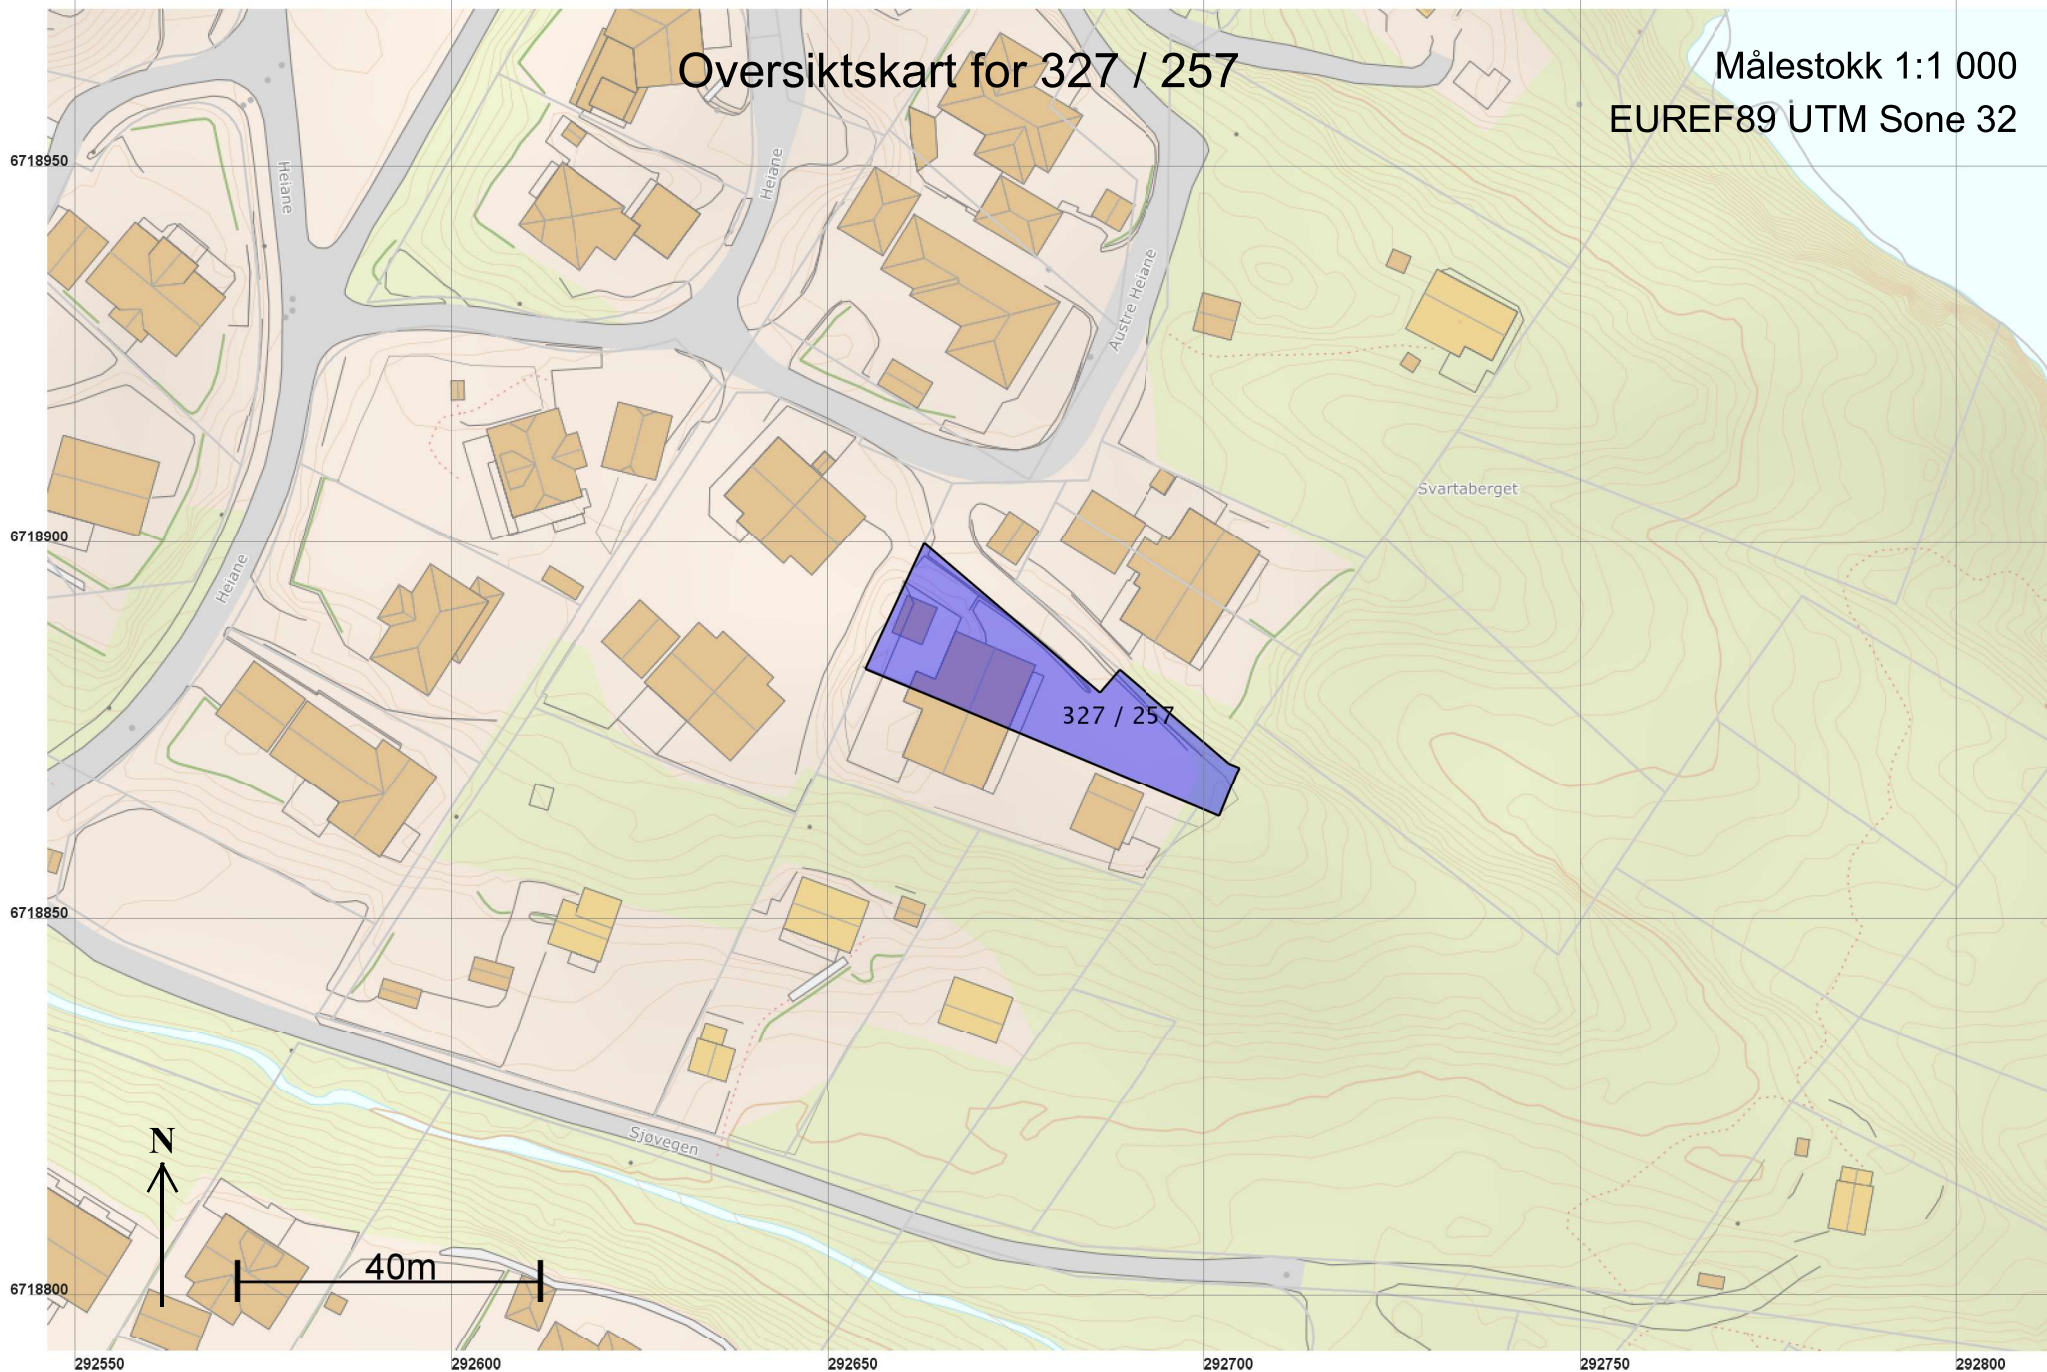 Oversiktskart for 327 / 257
Målestokk 1:1 000
EUREF89 UTM Sone 32
6718950
Heiane
Heiane
Austre Heiane
Svartaberget
6718900
Heiane
327 / 257
6718850
Sjøvegen
N
40m
6718800
292550
292600
292650
292700
292750
292800